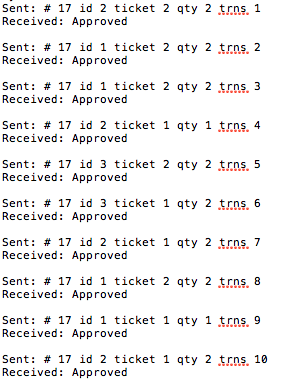 Sent: # 17 id 2 ticket 2 qty 2 trns 1
Received: Approved
Sent: # 17 id 1 ticket 2 qty 2 trns 2
Received: Approved
Sent: # 17 id 1 ticket 2 qty 2 trns 3
Received: Approved
Sent: # 17 id 2 ticket 1 qty 1 trns 4
Received: Approved
Sent: # 17 id 3 ticket 2 qty 2 trns 5
Received: Approved
Sent: # 17 id 3 ticket 1 qty 2 trns 6
Received: Approved
Sent: # 17 id 2 ticket 1 qty 2 trns 7
Received: Approved
Sent: # 17 id 1 ticket 2 qty 2 trns 8
Received: Approved
Sent: # 17 id 1 ticket 1 qty 1 trns 9
Received: Approved
Sent: # 17 id 2 ticket 1 qty 2 trns 10
Received: Approved